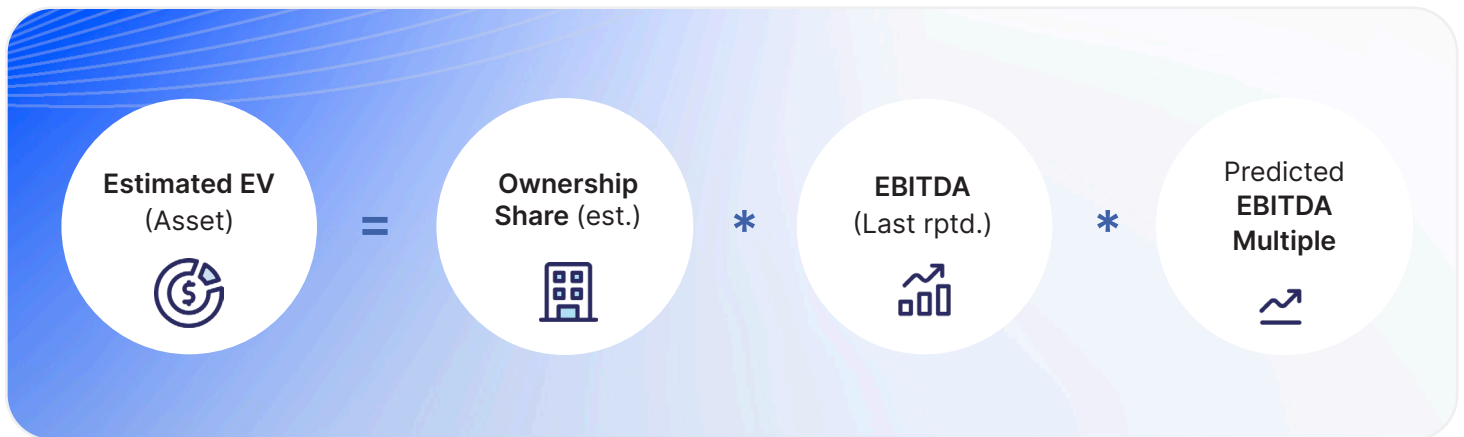 Estimated EV
(Asset)
=
Ownership
Share (est.)
*
EBITDA
(Last rptd.)
*
Predicted
EBITDA
Multiple
$